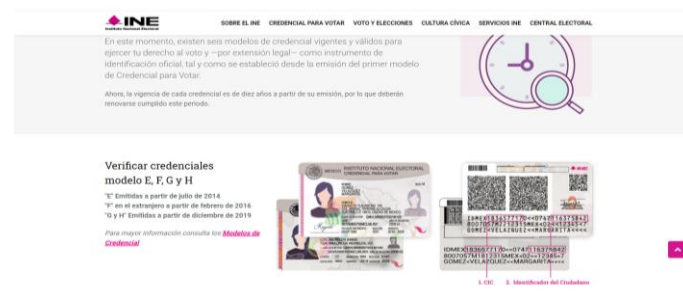 INE
Instituto Nacional Electoral
SOBRE EL INE CREDENCIAL PARA VOTAR VOTO Y ELECCIONES CULTURA CÍVICA SERVICIOS INE CENTRAL ELECTORAL
En este momento, existen seis modelos de credencial vigentes y válidos para
ejercer tu derecho al voto y —por extensión legal— como instrumento de
identificación oficial, tal y como se estableció desde la emisión del primer modelo
de Credencial para Votar.
Ahora, la vigencia de cada credencial es de diez años a partir de su emisión, por lo que deberán
renovarse cumplido este periodo.
Verificar credenciales
modelo E, F, G y H
"E" Emitidas a partir de julio de 2014
"F" en el extranjero a partir de febrero de 2016
"G y H" Emitidas a partir de diciembre de 2019
Para mayor información consulta los Modelos de
Credencial
MÉXICO INSTITUTO NACIONAL ELECTORAL
CREDENCIAL PARA VOTAR
GÓMEZ
VELÁZQUEZ
MARGARITA
INE
1. CIC 2. Identificador del Ciudadano